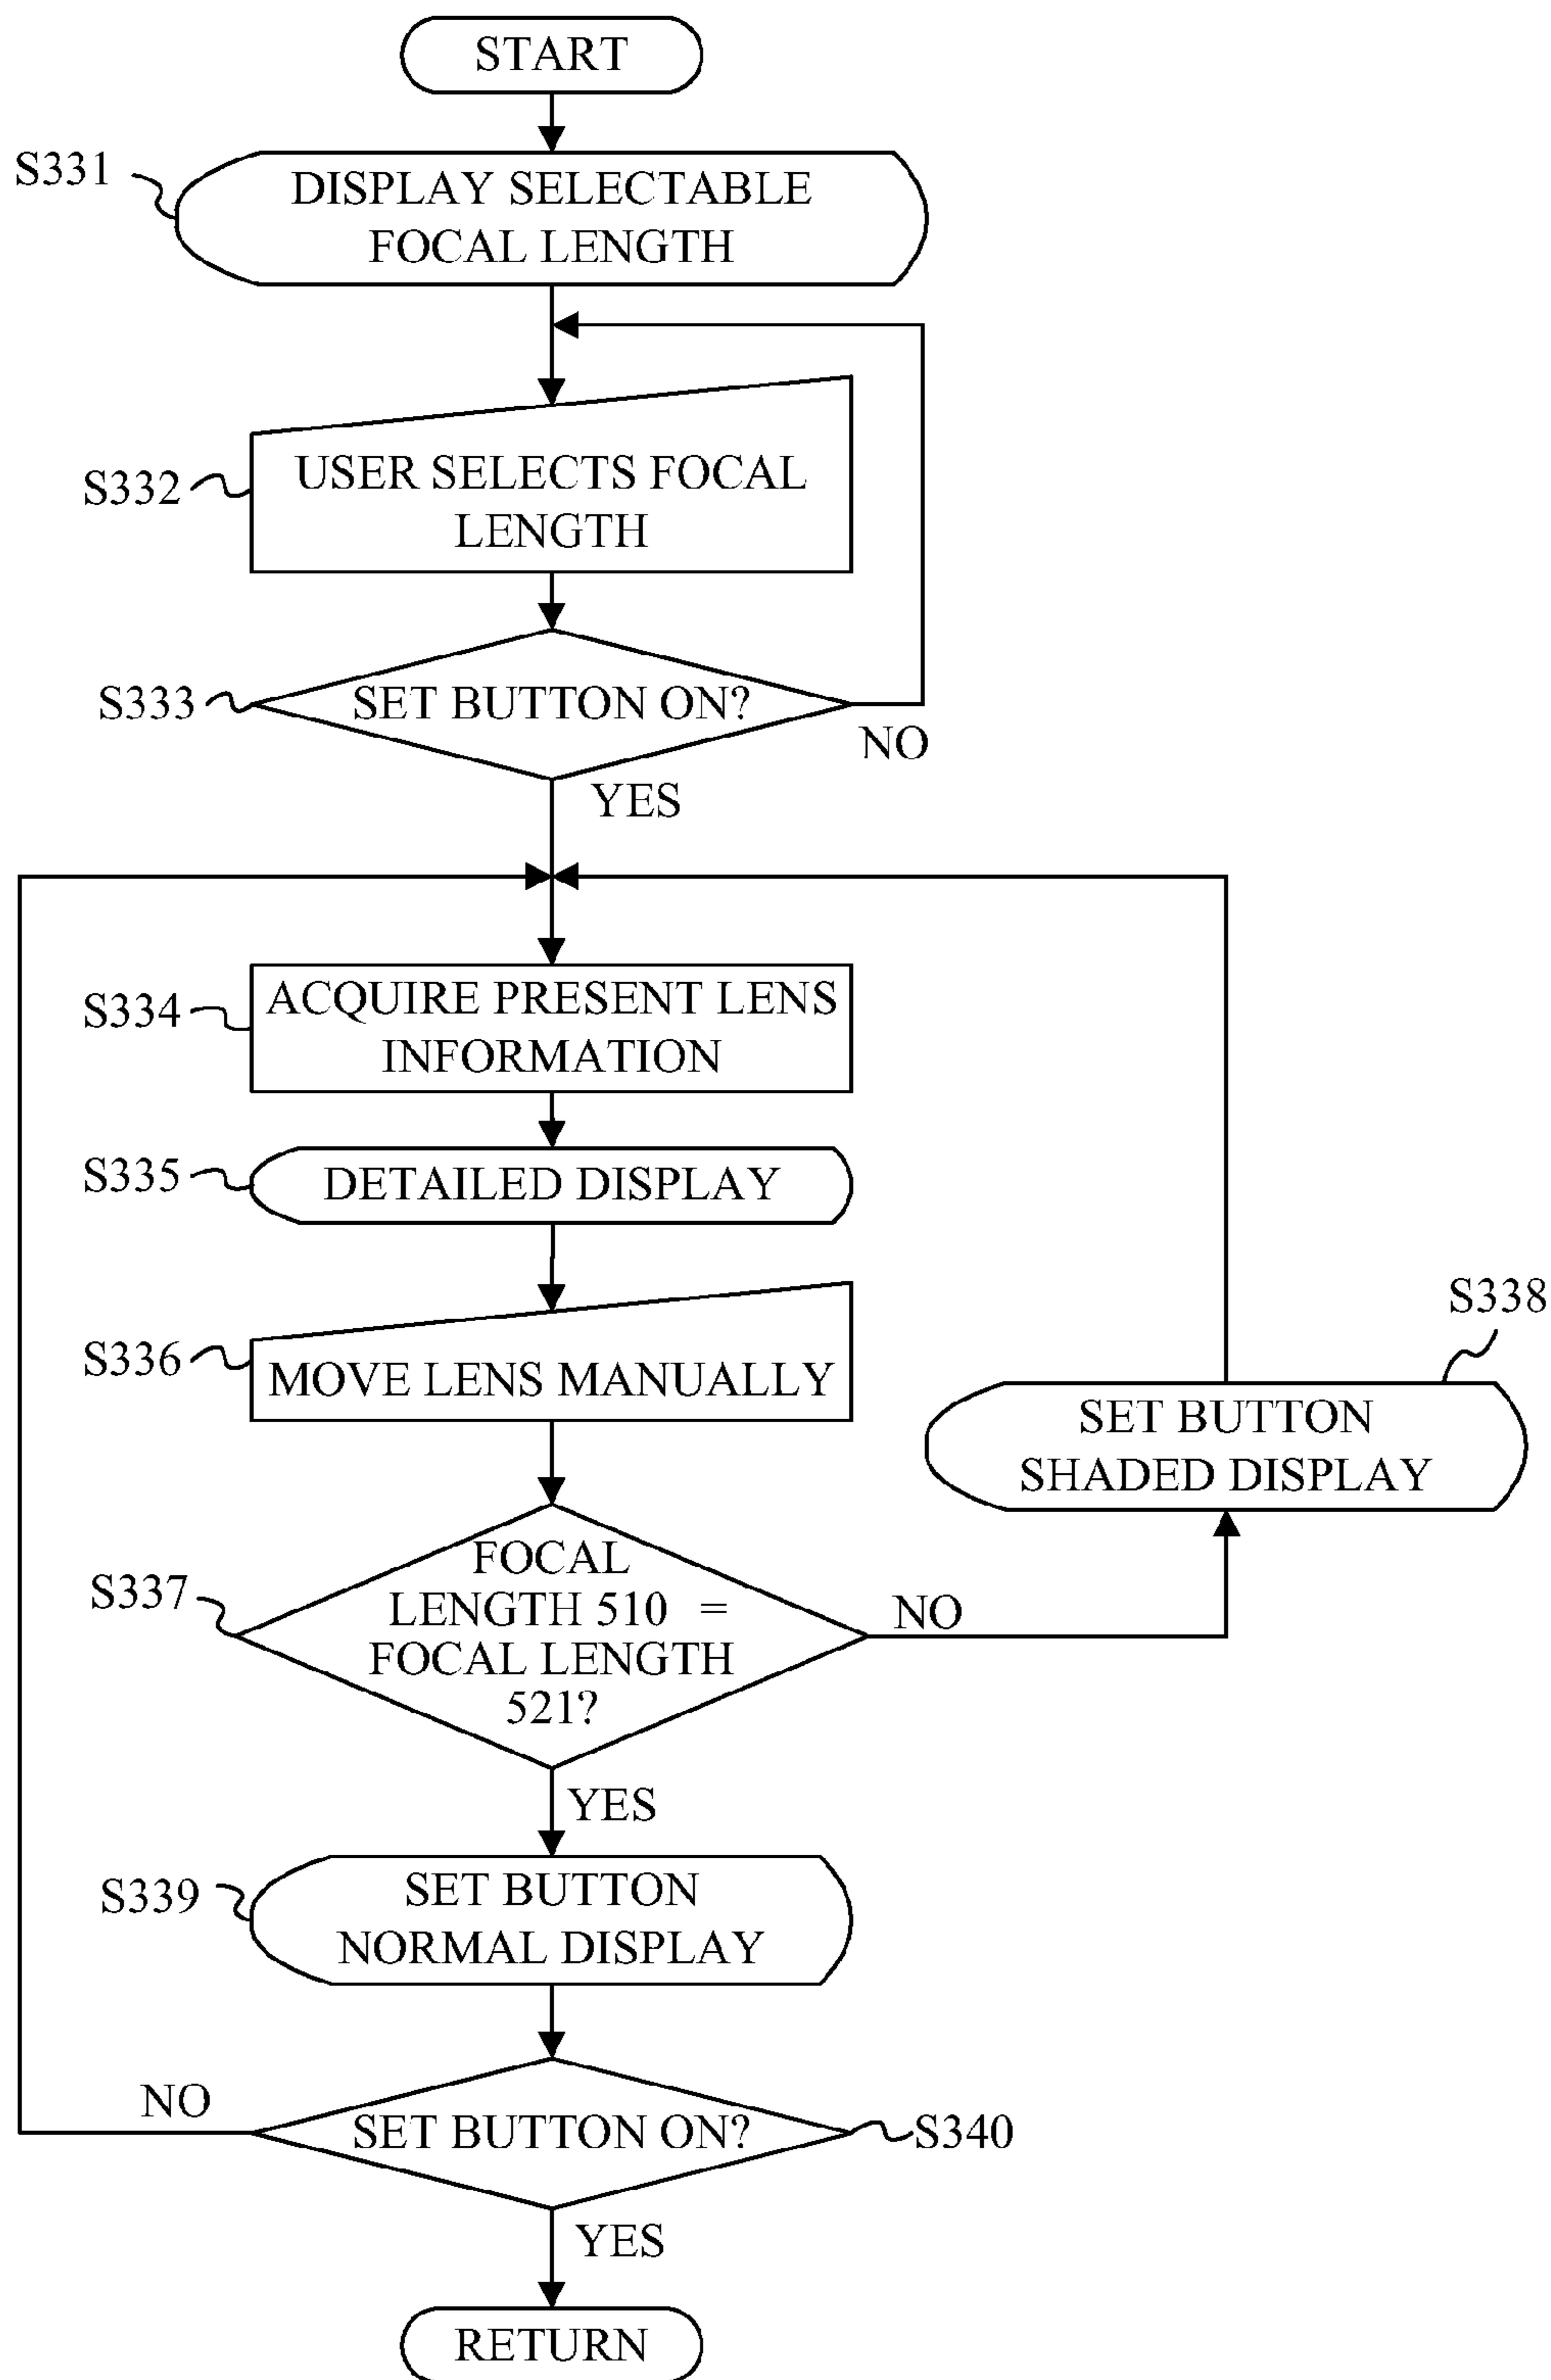 START
S331
DISPLAY SELECTABLE
FOCAL LENGTH
S332
USER SELECTS FOCAL
LENGTH
S333
SET BUTTON ON?
NO
YES
S334
ACQUIRE PRESENT LENS
INFORMATION
S335
DETAILED DISPLAY
S336
MOVE LENS MANUALLY
S338
SET BUTTON
SHADED DISPLAY
S337
FOCAL
LENGTH 510 =
FOCAL LENGTH
521?
NO
YES
S339
SET BUTTON
NORMAL DISPLAY
NO
SET BUTTON ON?
S340
YES
RETURN